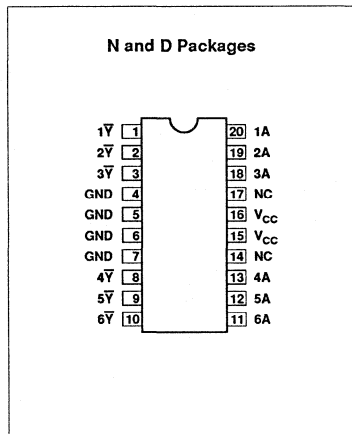 N and D Packages
1Y̅ 1 20 1A
2Y̅ 2 19 2A
3Y̅ 3 18 3A
GND 4 17 NC
GND 5 16 VCC
GND 6 15 VCC
GND 7 14 NC
4Y̅ 8 13 4A
5Y̅ 9 12 5A
6Y̅ 10 11 6A